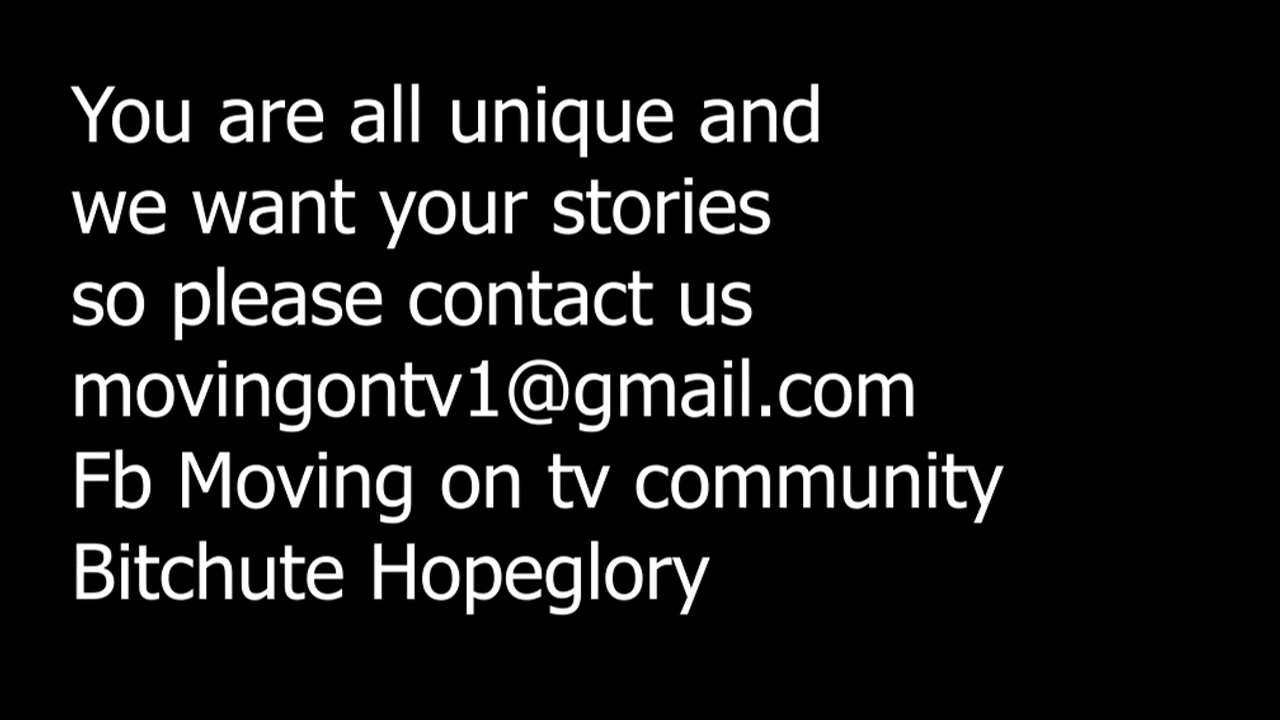 You are all unique and
we want your stories
so please contact us
movingontv1@gmail.com
Fb Moving on tv community
Bitchute Hopeglory